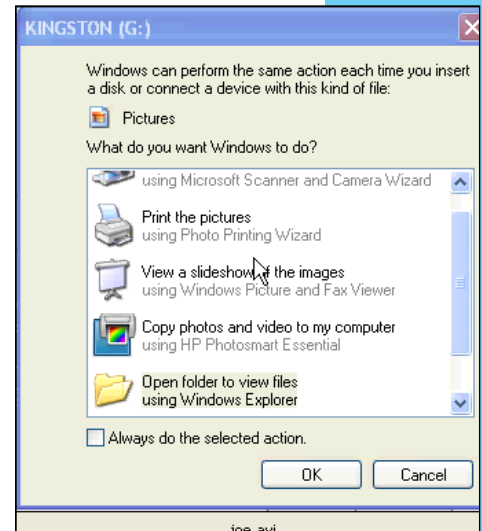 KINGSTON (G:)
Windows can perform the same action each time you insert
a disk or connect a device with this kind of file:
Pictures
What do you want Windows to do?
using Microsoft Scanner and Camera Wizard
Print the pictures
using Photo Printing Wizard
View a slideshow of the images
using Windows Picture and Fax Viewer
Copy photos and video to my computer
using HP Photosmart Essential
Open folder to view files
using Windows Explorer
Always do the selected action.
OK
Cancel
joe.avi